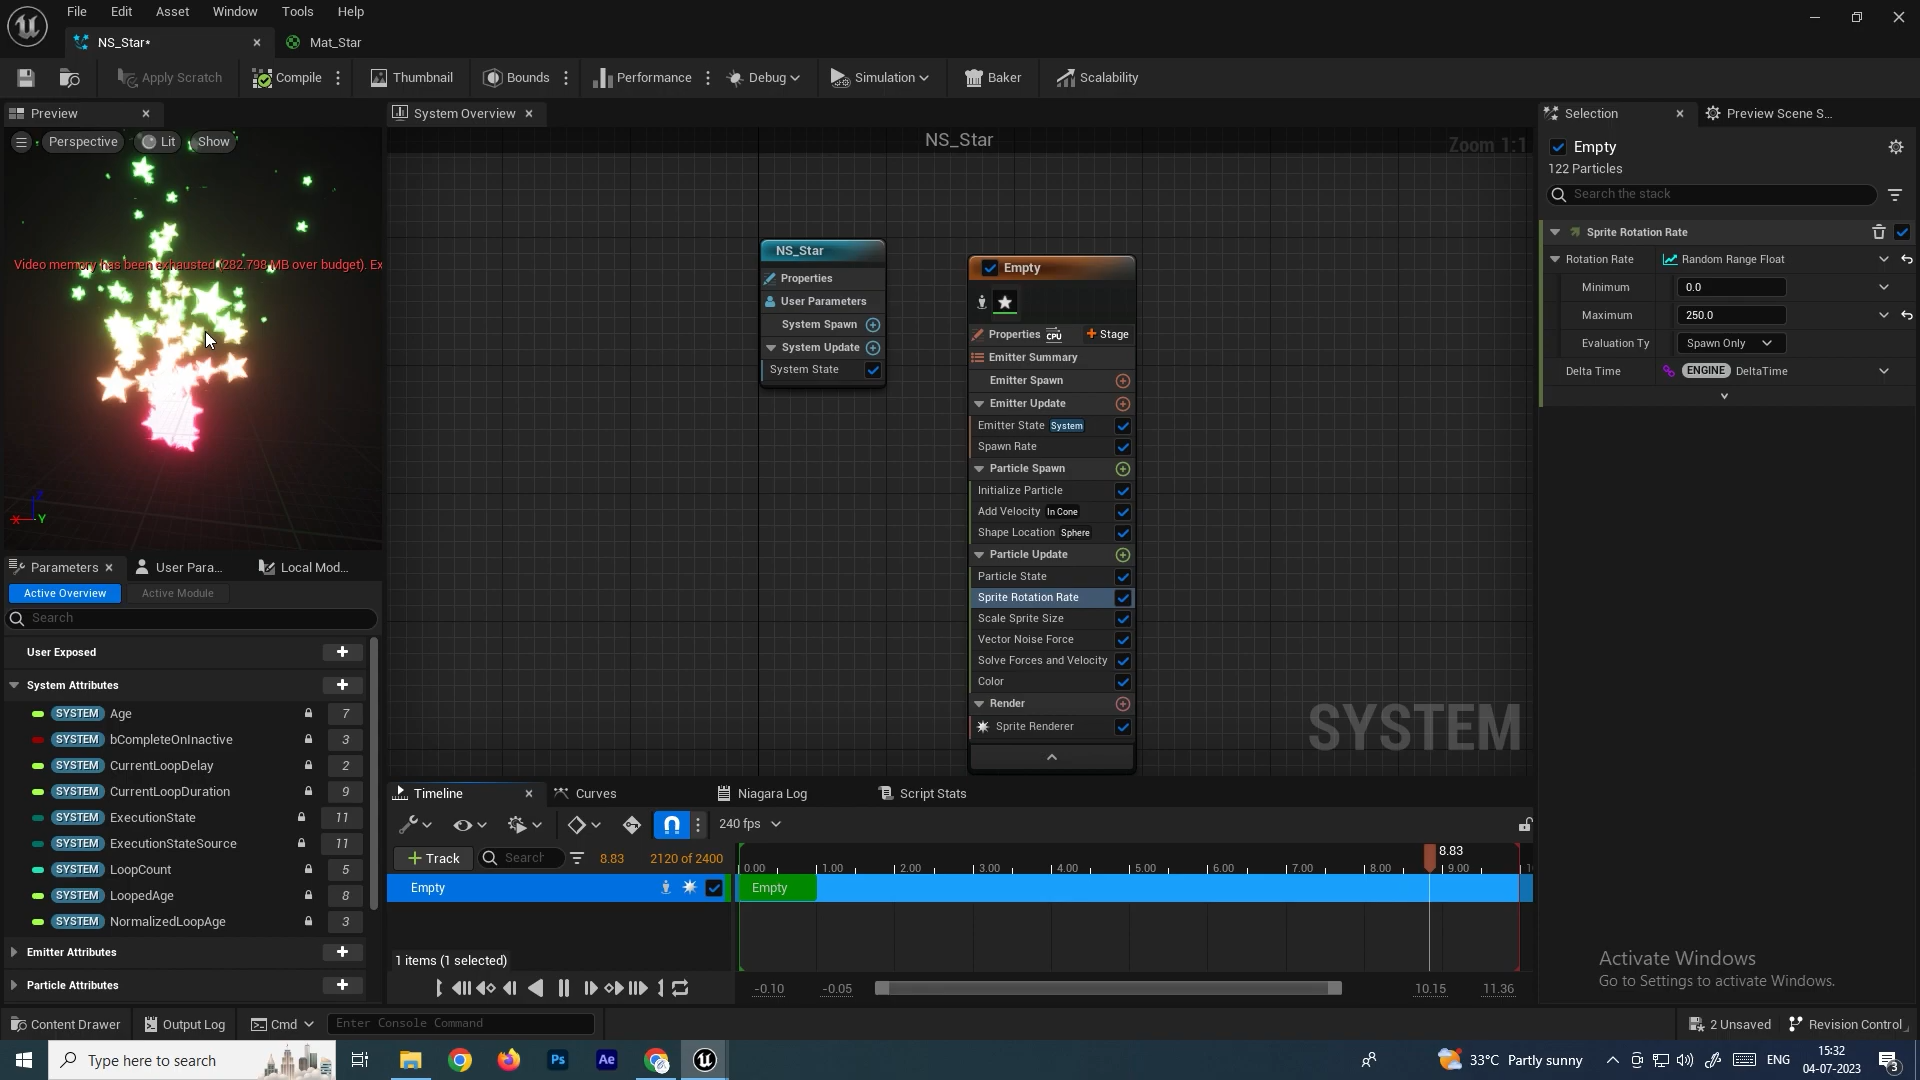 File Edit Asset Window Tools Help
NS_Star•
Mat_Star
Apply Scratch Compile Thumbnail Bounds Performance Debug Simulation Baker Scalability
Preview
System Overview
Selection
Preview Scene S...
Perspective Lit Show
NS_Star
Zoom 1:1
Empty
122 Particles
Search the stack
Video memory has been exhausted (282.798 MB over budget). Ex
Sprite Rotation Rate
Rotation Rate Random Range Float
Minimum 0.0
Maximum 250.0
Evaluation Ty Spawn Only
Delta Time ENGINE DeltaTime
NS_Star
Properties
User Parameters
System Spawn
System Update
System State
Empty
Properties CPU Stage
Emitter Summary
Emitter Spawn
Emitter Update
Emitter State System
Spawn Rate
Particle Spawn
Initialize Particle
Add Velocity In Cone
Shape Location Sphere
Particle Update
Particle State
Sprite Rotation Rate
Scale Sprite Size
Vector Noise Force
Solve Forces and Velocity
Color
Render
Sprite Renderer
SYSTEM
X Y
Parameters User Para... Local Mod...
Active Overview Active Module
Search
User Exposed
System Attributes
SYSTEM Age 7
SYSTEM bCompleteOnInactive 3
SYSTEM CurrentLoopDelay 2
SYSTEM CurrentLoopDuration 9
SYSTEM ExecutionState 11
SYSTEM ExecutionStateSource 11
SYSTEM LoopCount 5
SYSTEM LoopedAge 8
SYSTEM NormalizedLoopAge 3
Emitter Attributes
Particle Attributes
Timeline Curves Niagara Log Script Stats
240 fps
Track Search 8.83 2120 of 2400
8.83
0.00 1.00 2.00 3.00 4.00 5.00 6.00 7.00 8.00 9.00
Empty
Empty
1 items (1 selected)
-0.10 -0.05 10.15 11.36
Activate Windows
Go to Settings to activate Windows.
Content Drawer Output Log Cmd Enter Console Command
2 Unsaved Revision Control
Type here to search
Ps Ae
33°C Partly sunny
ENG
15:32
04-07-2023
3